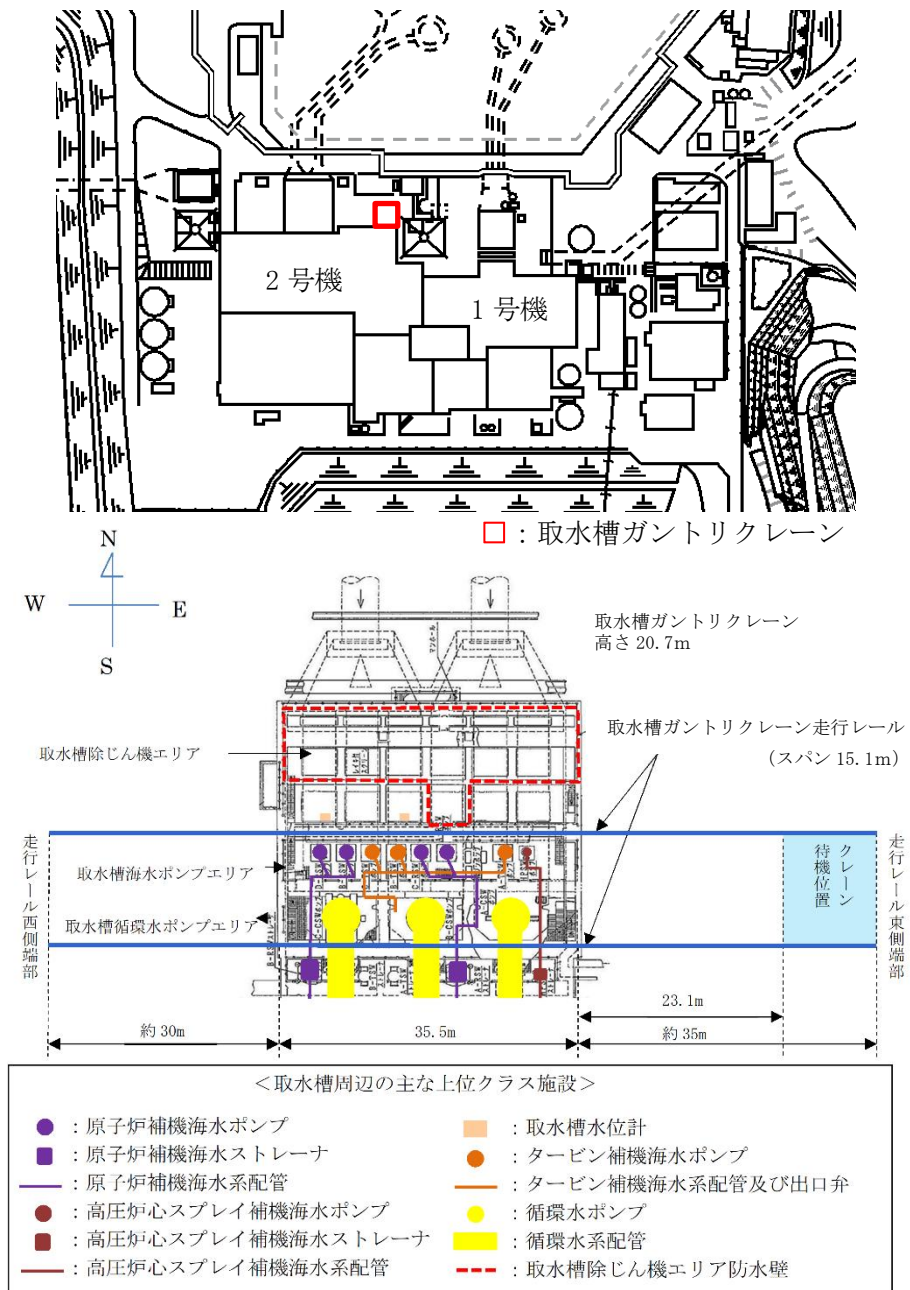 2 号機
1 号機
：取水槽ガントリクレーン
N
W
E
S
取水槽ガントリクレーン
高さ 20.7m
取水槽ガントリクレーン走行レール
(スパン 15.1m)
取水槽除じん機エリア
走行レール西側端部
取水槽海水ポンプエリア
取水槽循環水ポンプエリア
クレーン
待機位置
走行レール東側端部
23.1m
約 30m
35.5m
約 35m
＜取水槽周辺の主な上位クラス施設＞
：原子炉補機海水ポンプ
：原子炉補機海水ストレーナ
：原子炉補機海水系配管
：高圧炉心スプレイ補機海水ポンプ
：高圧炉心スプレイ補機海水ストレーナ
：高圧炉心スプレイ補機海水系配管
：取水槽水位計
：タービン補機海水ポンプ
：タービン補機海水系配管及び出口弁
：循環水ポンプ
：循環水系配管
：取水槽除じん機エリア防水壁